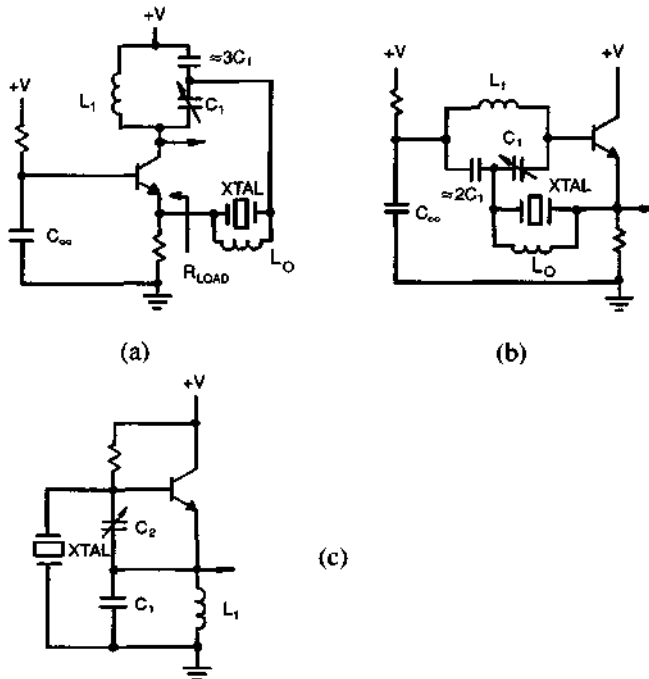 +V
≈3C₁
L₁
C₁
+V
XTAL
C∞
R_LOAD
L_O
(a)
+V
+V
L₁
C₁
≈2C₁
XTAL
C∞
L_O
(b)
+V
C₂
XTAL
C₁
L₁
(c)